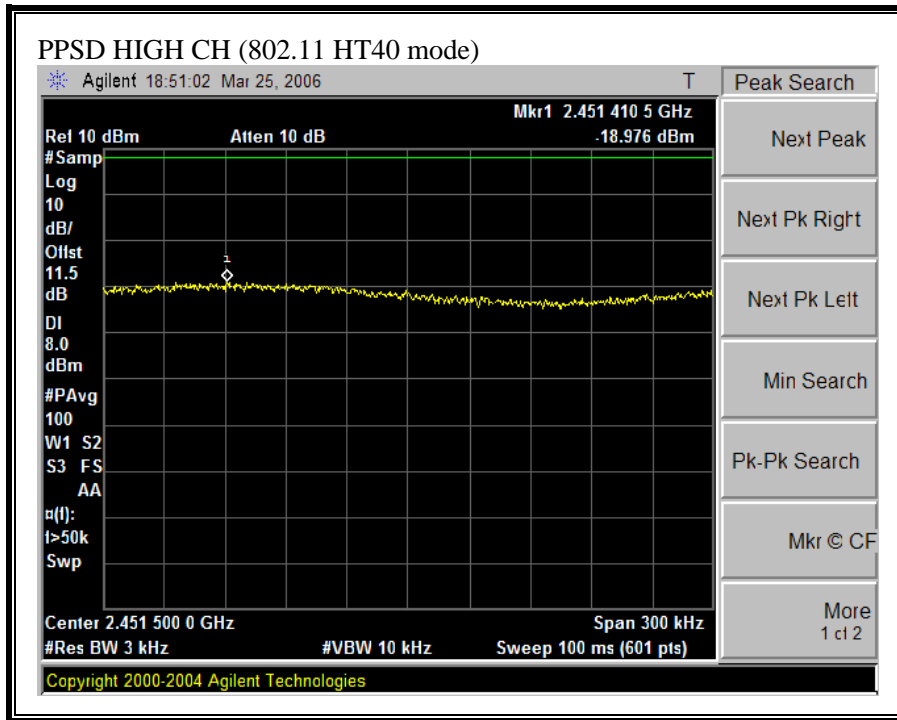 PPSD HIGH CH (802.11 HT40 mode)
Agilent 18:51:02 Mar 25, 2006 T
Peak Search
Mkr1 2.451 410 5 GHz
Ref 10 dBm Atten 10 dB -18.976 dBm
#Samp
Log
10
dB/
Offst
11.5
dB
DI
8.0
dBm
#PAvg
100
W1 S2
S3 FS
AA
¤(f):
f>50k
Swp
1
Center 2.451 500 0 GHz Span 300 kHz
#Res BW 3 kHz #VBW 10 kHz Sweep 100 ms (601 pts)
Copyright 2000-2004 Agilent Technologies
Next Peak
Next Pk Right
Next Pk Left
Min Search
Pk-Pk Search
Mkr © CF
More
1 of 2